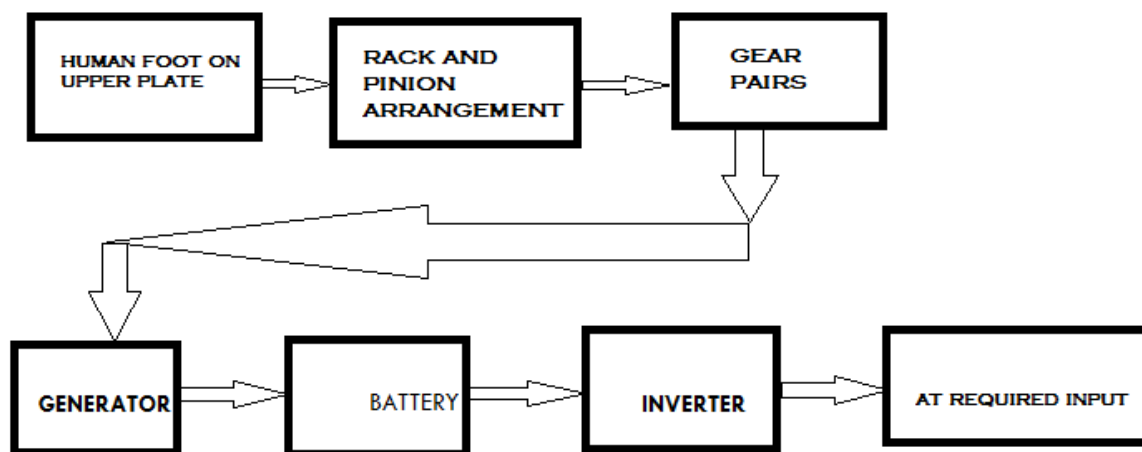 HUMAN FOOT ON
UPPER PLATE
RACK AND
PINION
ARRANGEMENT
GEAR
PAIRS
GENERATOR
BATTERY
INVERTER
AT REQUIRED INPUT